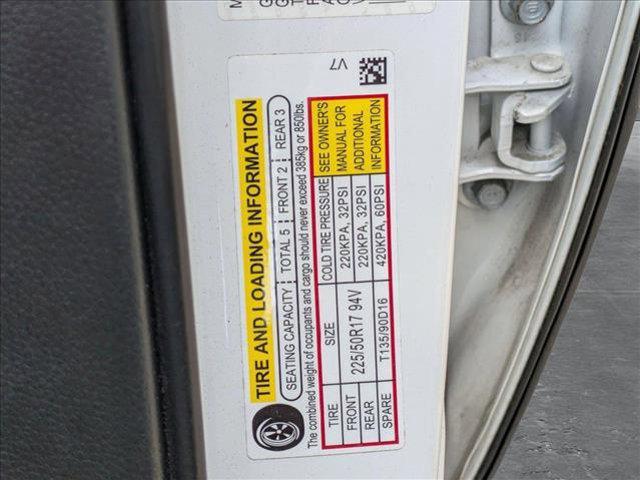 V7
TIRE AND LOADING INFORMATION
SEATING CAPACITY TOTAL 5 FRONT 2 REAR 3
The combined weight of occupants and cargo should never exceed 385kg or 850lbs.
TIRE SIZE COLD TIRE PRESSURE SEE OWNER'S
FRONT 225/50R17 94V 220KPA, 32PSI MANUAL FOR
REAR 220KPA, 32PSI ADDITIONAL
SPARE T135/90D16 420KPA, 60PSI INFORMATION